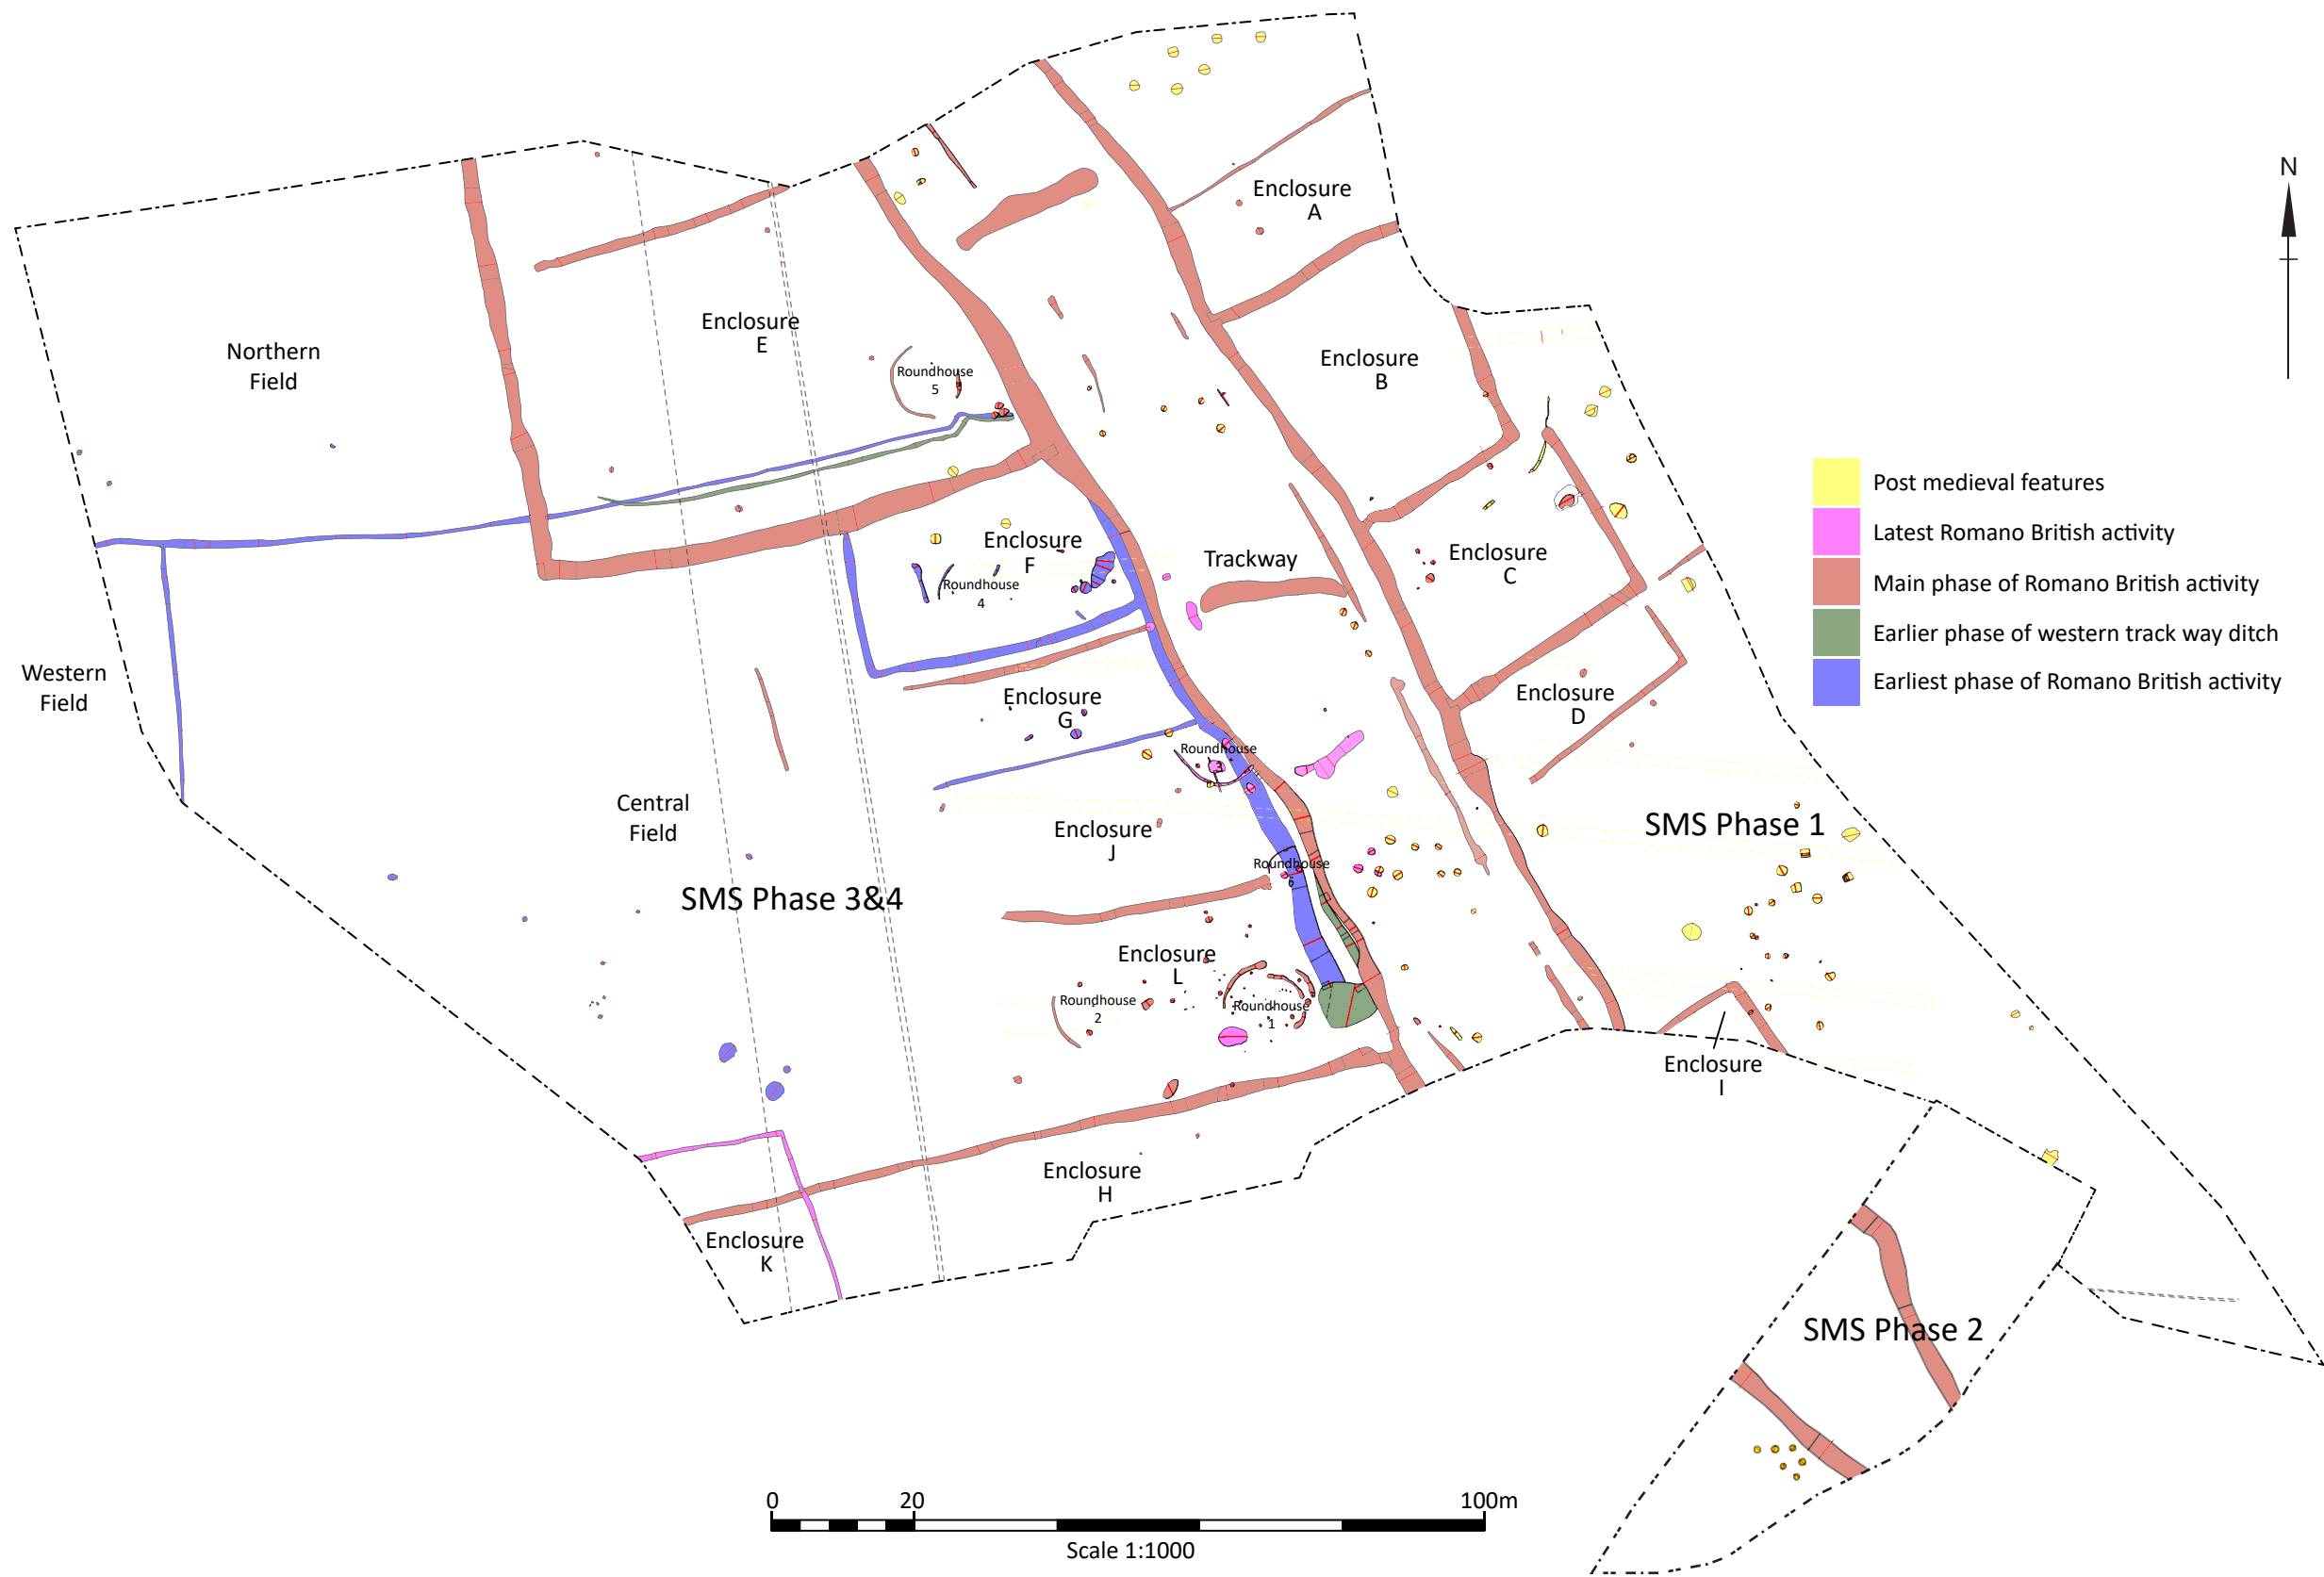 N
Enclosure
A
Enclosure
E
Northern
Field
Enclosure
B
Roundhouse
5
Enclosure
F
Trackway
Enclosure
C
Roundhouse
4
Western
Field
Enclosure
G
Enclosure
D
Roundhouse
3
Central
Field
Enclosure
J
SMS Phase 1
Roundhouse
6
SMS Phase 3&4
Enclosure
L
Roundhouse
2
Roundhouse
1
Enclosure
I
Enclosure
H
Enclosure
K
SMS Phase 2
Post medieval features
Latest Romano British activity
Main phase of Romano British activity
Earlier phase of western track way ditch
Earliest phase of Romano British activity
0 20 100m
Scale 1:1000